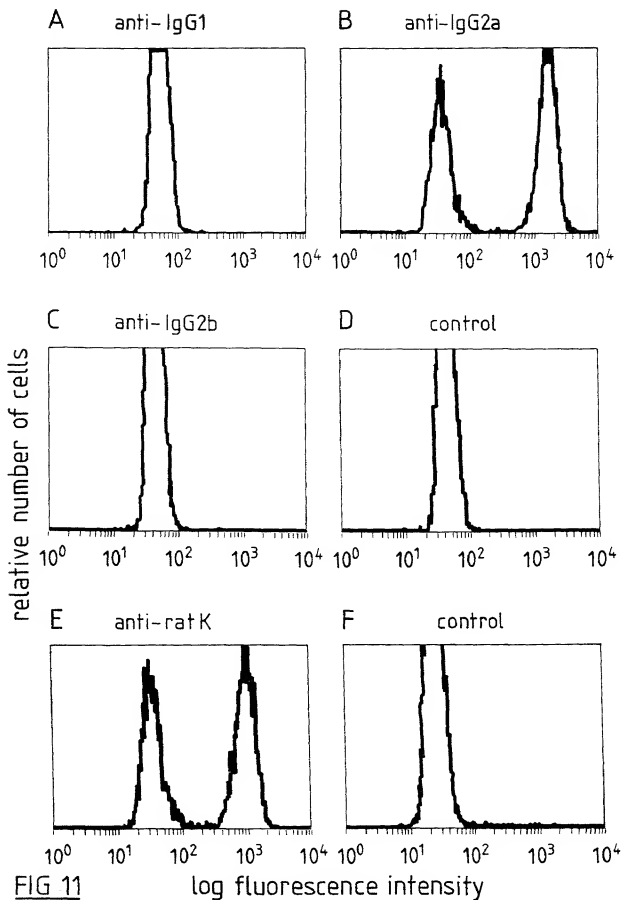 A anti-IgG1
B anti-IgG2a
10⁰ 10¹ 10² 10³ 10⁴
10⁰ 10¹ 10² 10³ 10⁴
C anti-IgG2b
D control
10⁰ 10¹ 10² 10³ 10⁴
10⁰ 10¹ 10² 10³ 10⁴
relative number of cells
E anti-rat K
F control
10⁰ 10¹ 10² 10³ 10⁴
10⁰ 10¹ 10² 10³ 10⁴
FIG 11
log fluorescence intensity